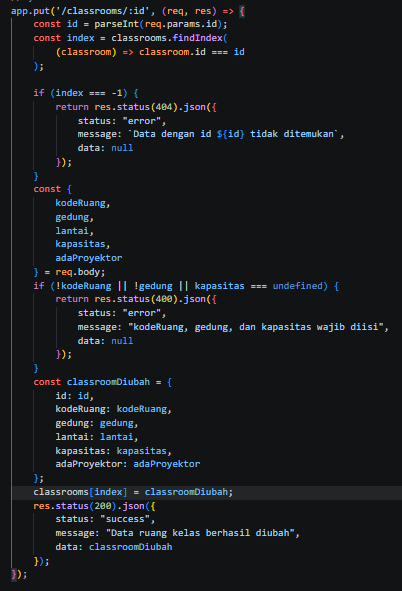 app.put('/classrooms/:id', (req, res) => {
    const id = parseInt(req.params.id);
    const index = classrooms.findIndex(
        (classroom) => classroom.id === id
    );

    if (index === -1) {
        return res.status(404).json({
            status: "error",
            message: `Data dengan id ${id} tidak ditemukan`,
            data: null
        });
    }
    const {
        kodeRuang,
        gedung,
        lantai,
        kapasitas,
        adaProyektor
    } = req.body;
    if (!kodeRuang || !gedung || kapasitas === undefined) {
        return res.status(400).json({
            status: "error",
            message: "kodeRuang, gedung, dan kapasitas wajib diisi",
            data: null
        });
    }
    const classroomDiubah = {
        id: id,
        kodeRuang: kodeRuang,
        gedung: gedung,
        lantai: lantai,
        kapasitas: kapasitas,
        adaProyektor: adaProyektor
    };
    classrooms[index] = classroomDiubah;
    res.status(200).json({
        status: "success",
        message: "Data ruang kelas berhasil diubah",
        data: classroomDiubah
    });
});